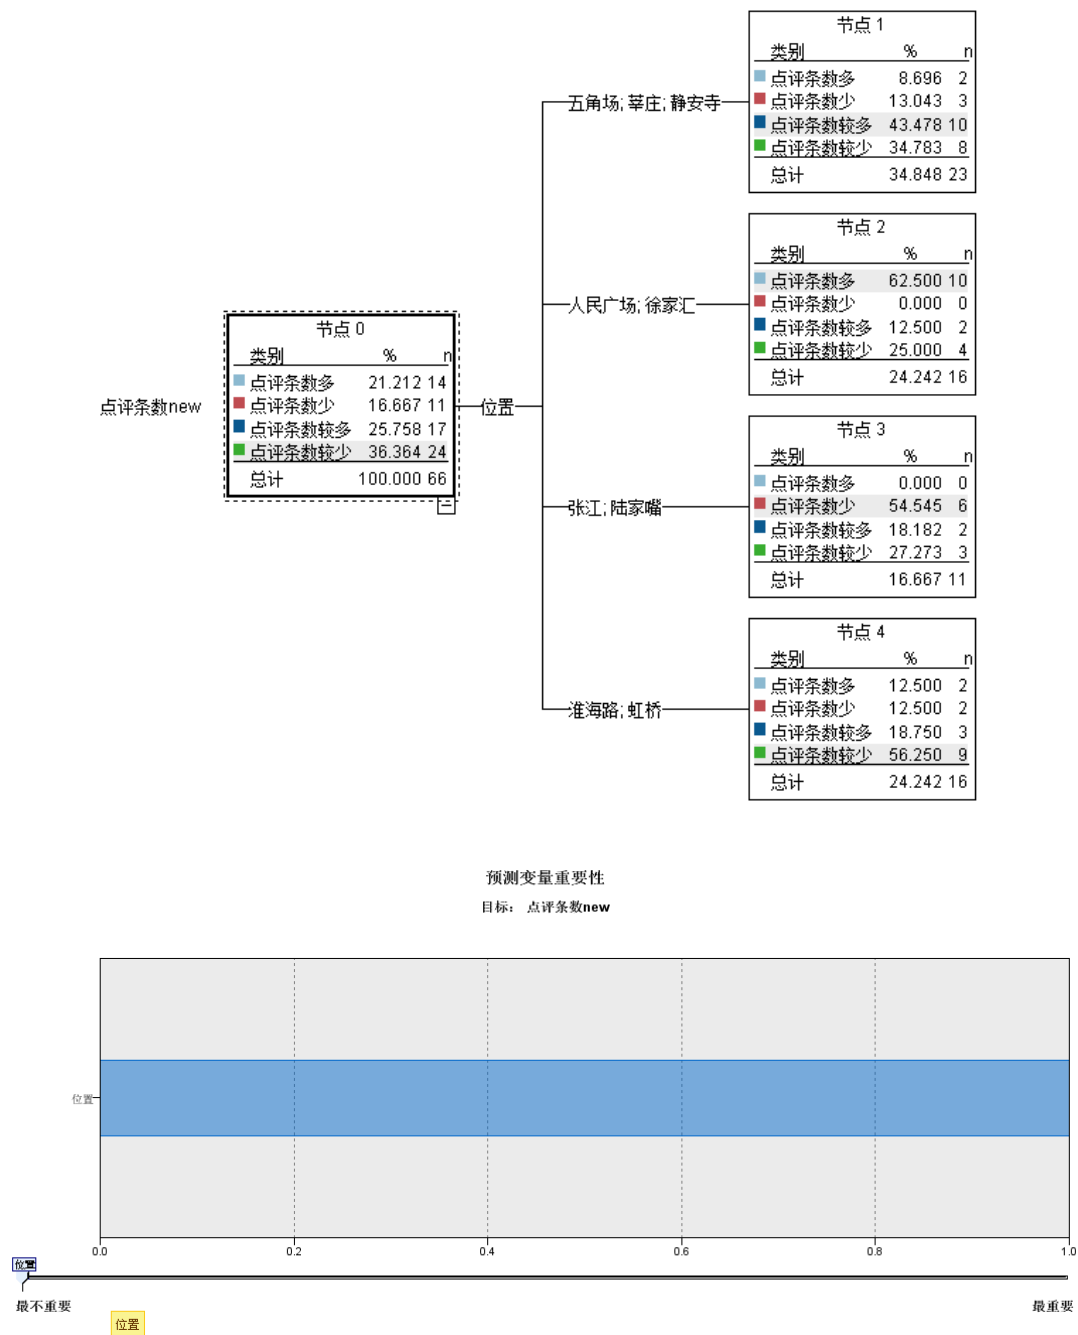 节点 1
类别 % n
点评条数多 8.696 2
点评条数少 13.043 3
点评条数较多 43.478 10
点评条数较少 34.783 8
总计 34.848 23
五角场; 莘庄; 静安寺
节点 2
类别 % n
点评条数多 62.500 10
点评条数少 0.000 0
点评条数较多 12.500 2
点评条数较少 25.000 4
总计 24.242 16
人民广场; 徐家汇
节点 0
类别 % n
点评条数多 21.212 14
点评条数少 16.667 11
点评条数较多 25.758 17
点评条数较少 36.364 24
总计 100.000 66
点评条数new
位置
节点 3
类别 % n
点评条数多 0.000 0
点评条数少 54.545 6
点评条数较多 18.182 2
点评条数较少 27.273 3
总计 16.667 11
张江; 陆家嘴
节点 4
类别 % n
点评条数多 12.500 2
点评条数少 12.500 2
点评条数较多 18.750 3
点评条数较少 56.250 9
总计 24.242 16
淮海路; 虹桥
预测变量重要性
目标： 点评条数new
位置
0.0 0.2 0.4 0.6 0.8 1.0
位置
最不重要 最重要
位置